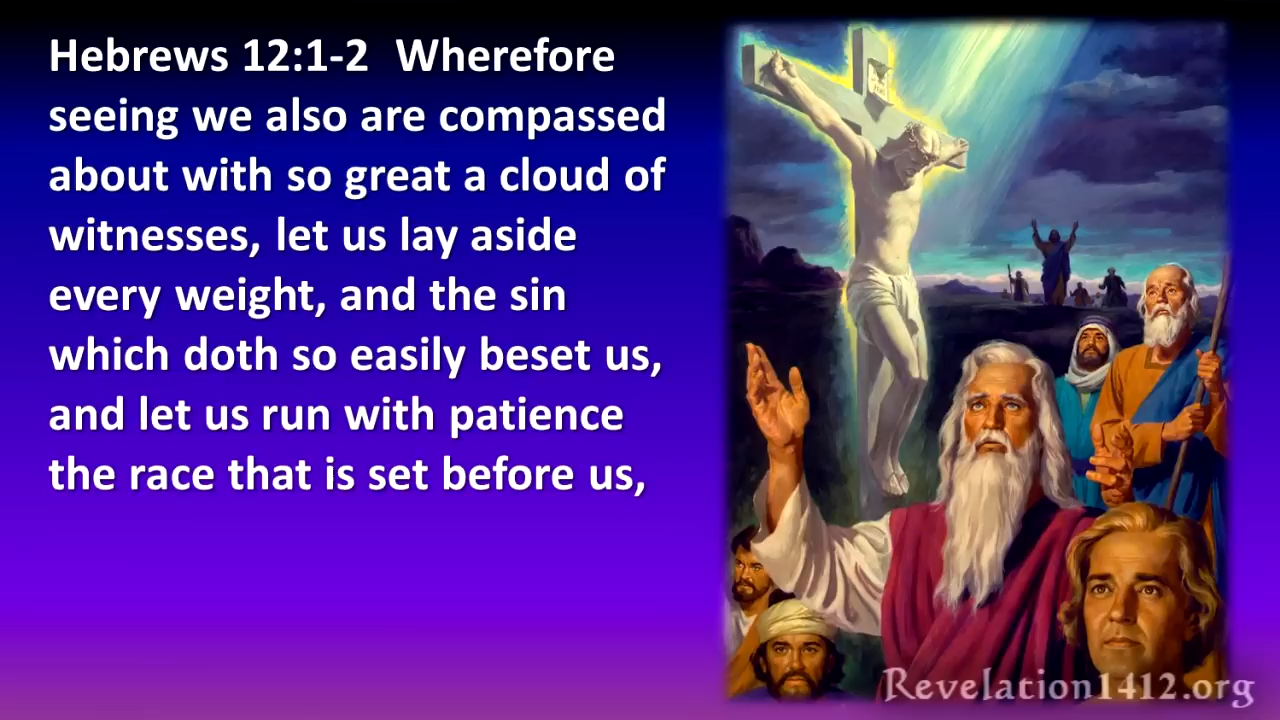 Hebrews 12:1-2  Wherefore
seeing we also are compassed
about with so great a cloud of
witnesses, let us lay aside
every weight, and the sin
which doth so easily beset us,
and let us run with patience
the race that is set before us,
Revelation1412.org